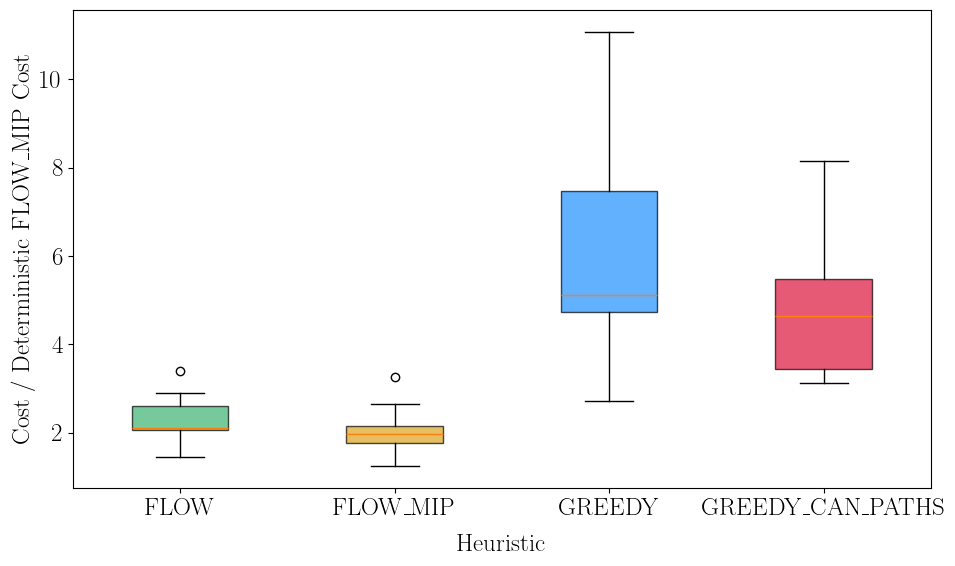 Cost / Deterministic FLOW_MIP Cost
10
8
6
4
2
FLOW
FLOW_MIP
GREEDY
GREEDY_CAN_PATHS
Heuristic